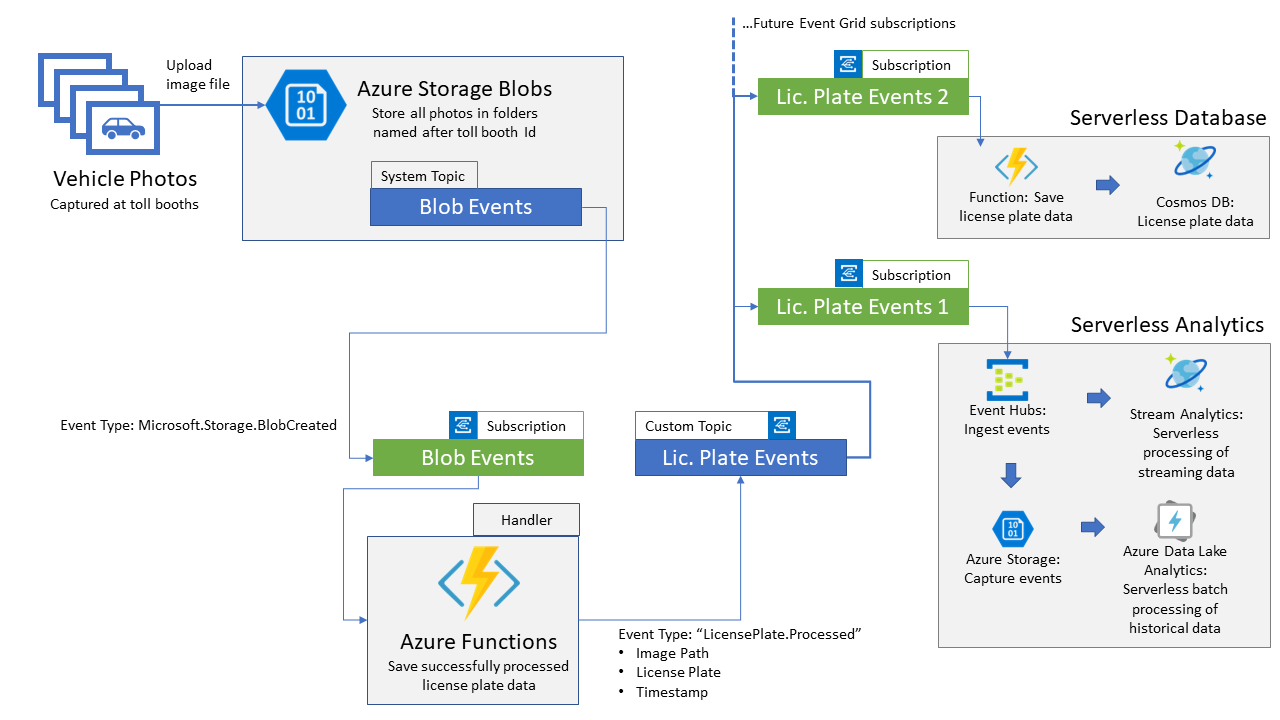 Upload
image file
Vehicle Photos
Captured at toll booths
10
01
Azure Storage Blobs
Store all photos in folders
named after toll booth Id
System Topic
Blob Events
Event Type: Microsoft.Storage.BlobCreated
Subscription
Blob Events
Handler
Azure Functions
Save successfully processed
license plate data
Event Type: “LicensePlate.Processed”
• Image Path
• License Plate
• Timestamp
Custom Topic
Lic. Plate Events
...Future Event Grid subscriptions
Subscription
Lic. Plate Events 2
Serverless Database
Function: Save
license plate data
Cosmos DB:
License plate data
Subscription
Lic. Plate Events 1
Serverless Analytics
Event Hubs:
Ingest events
Stream Analytics:
Serverless
processing of
streaming data
10
01
Azure Storage:
Capture events
Azure Data Lake
Analytics:
Serverless batch
processing of
historical data